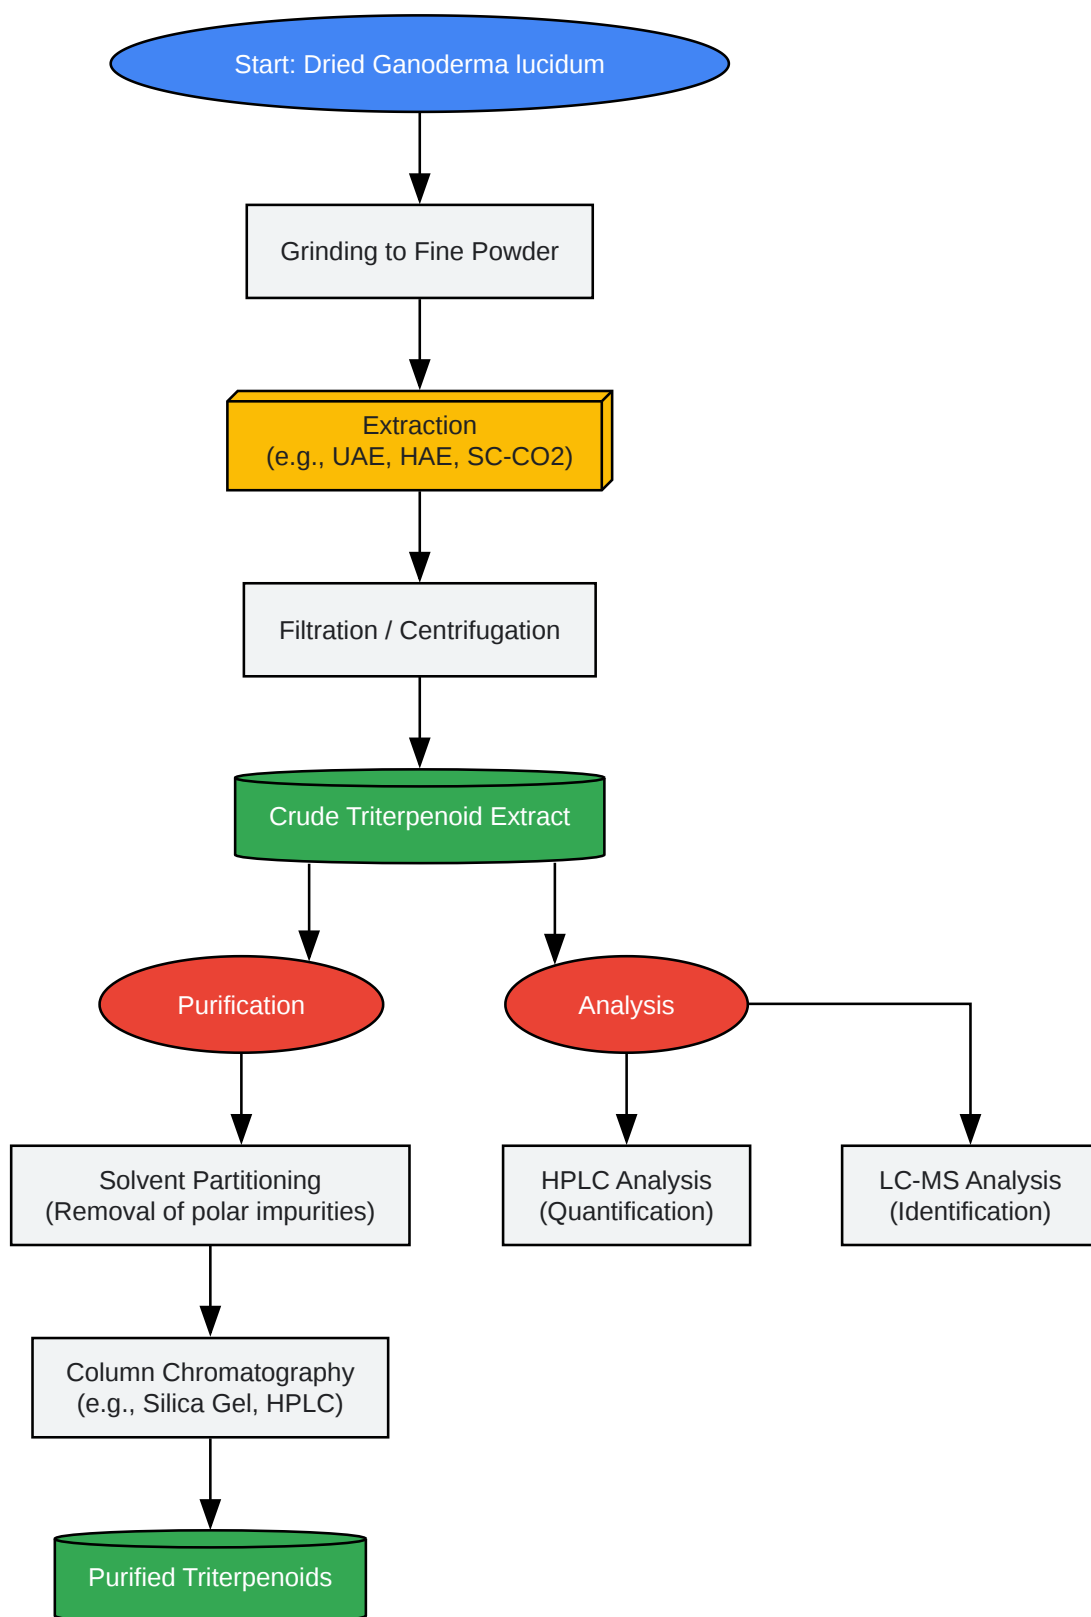 Start: Dried Ganoderma lucidum
Grinding to Fine Powder
Extraction
(e.g., UAE, HAE, SC-CO2)
Filtration / Centrifugation
Crude Triterpenoid Extract
Purification
Analysis
Solvent Partitioning
(Removal of polar impurities)
HPLC Analysis
(Quantification)
LC-MS Analysis
(Identification)
Column Chromatography
(e.g., Silica Gel, HPLC)
Purified Triterpenoids